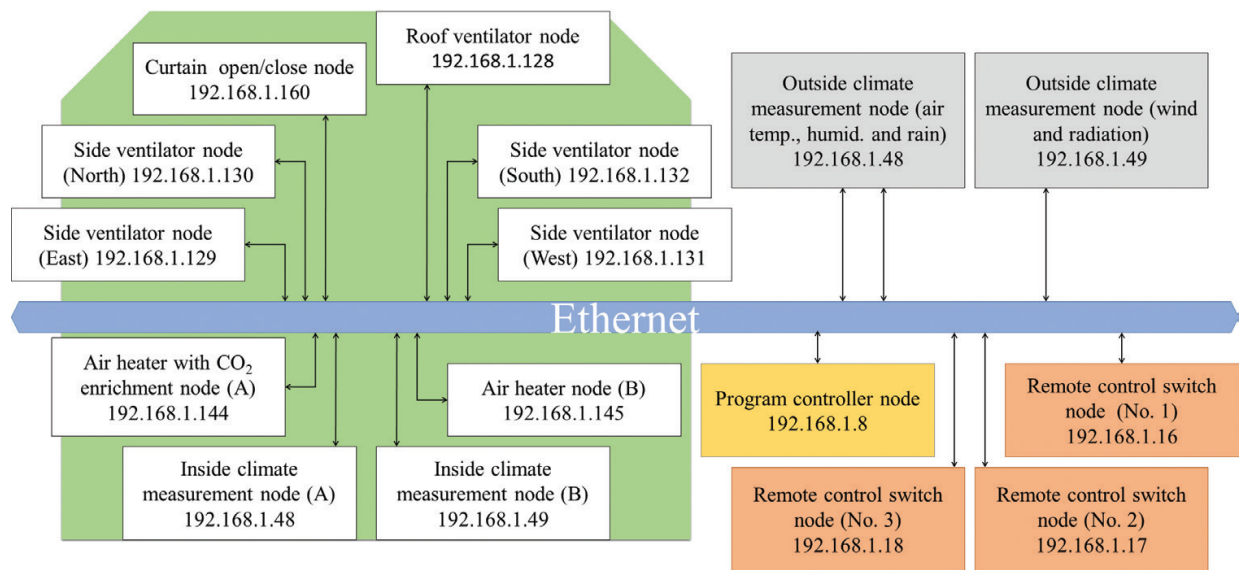 Roof ventilator node
192.168.1.128
Curtain open/close node
192.168.1.160
Side ventilator node
(North) 192.168.1.130
Side ventilator node
(South) 192.168.1.132
Side ventilator node
(East) 192.168.1.129
Side ventilator node
(West) 192.168.1.131
Outside climate
measurement node (air
temp., humid. and rain)
192.168.1.48
Outside climate
measurement node (wind
and radiation)
192.168.1.49
Ethernet
Air heater with CO₂
enrichment node (A)
192.168.1.144
Air heater node (B)
192.168.1.145
Inside climate
measurement node (A)
192.168.1.48
Inside climate
measurement node (B)
192.168.1.49
Program controller node
192.168.1.8
Remote control switch
node (No. 1)
192.168.1.16
Remote control switch
node (No. 3)
192.168.1.18
Remote control switch
node (No. 2)
192.168.1.17